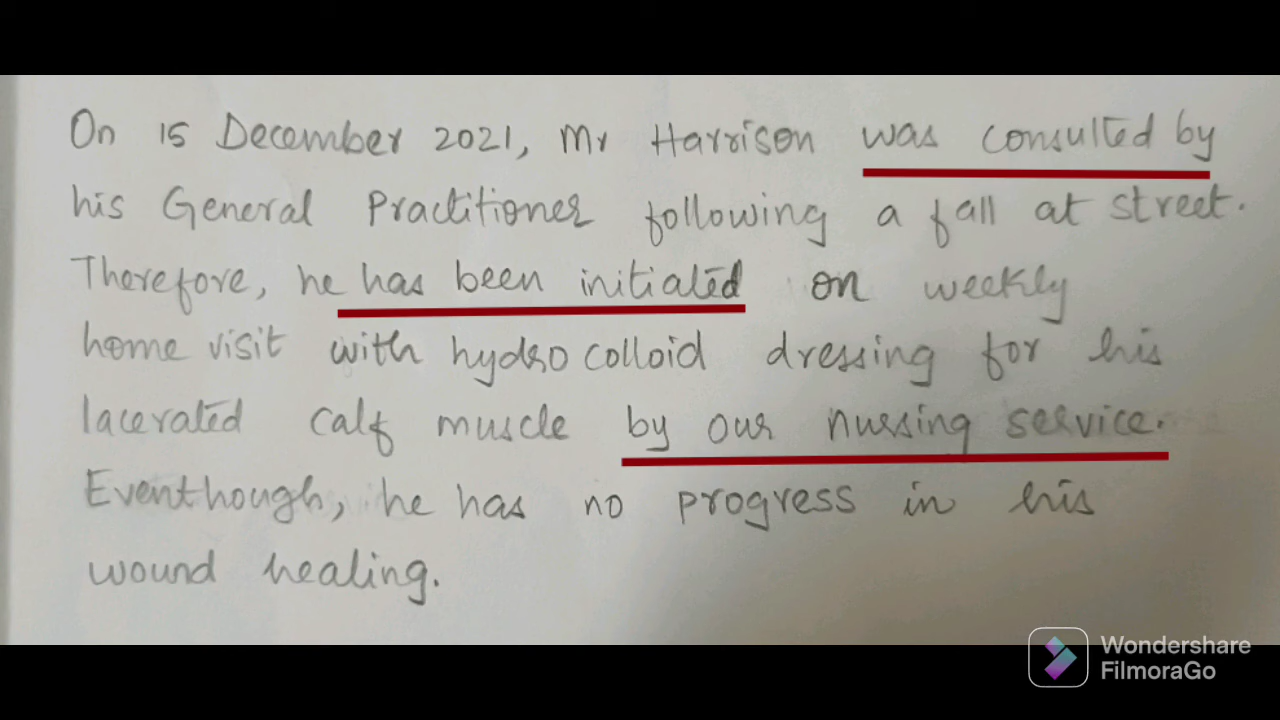 On 15 December 2021, Mr Harrison was consulted by
his General Practitioner following a fall at street.
Therefore, he has been initiated on weekly
home visit with hydro colloid dressing for his
lacerated calf muscle by our nursing service.
Eventhough, he has no progress in his
wound healing.
Wondershare
FilmoraGo